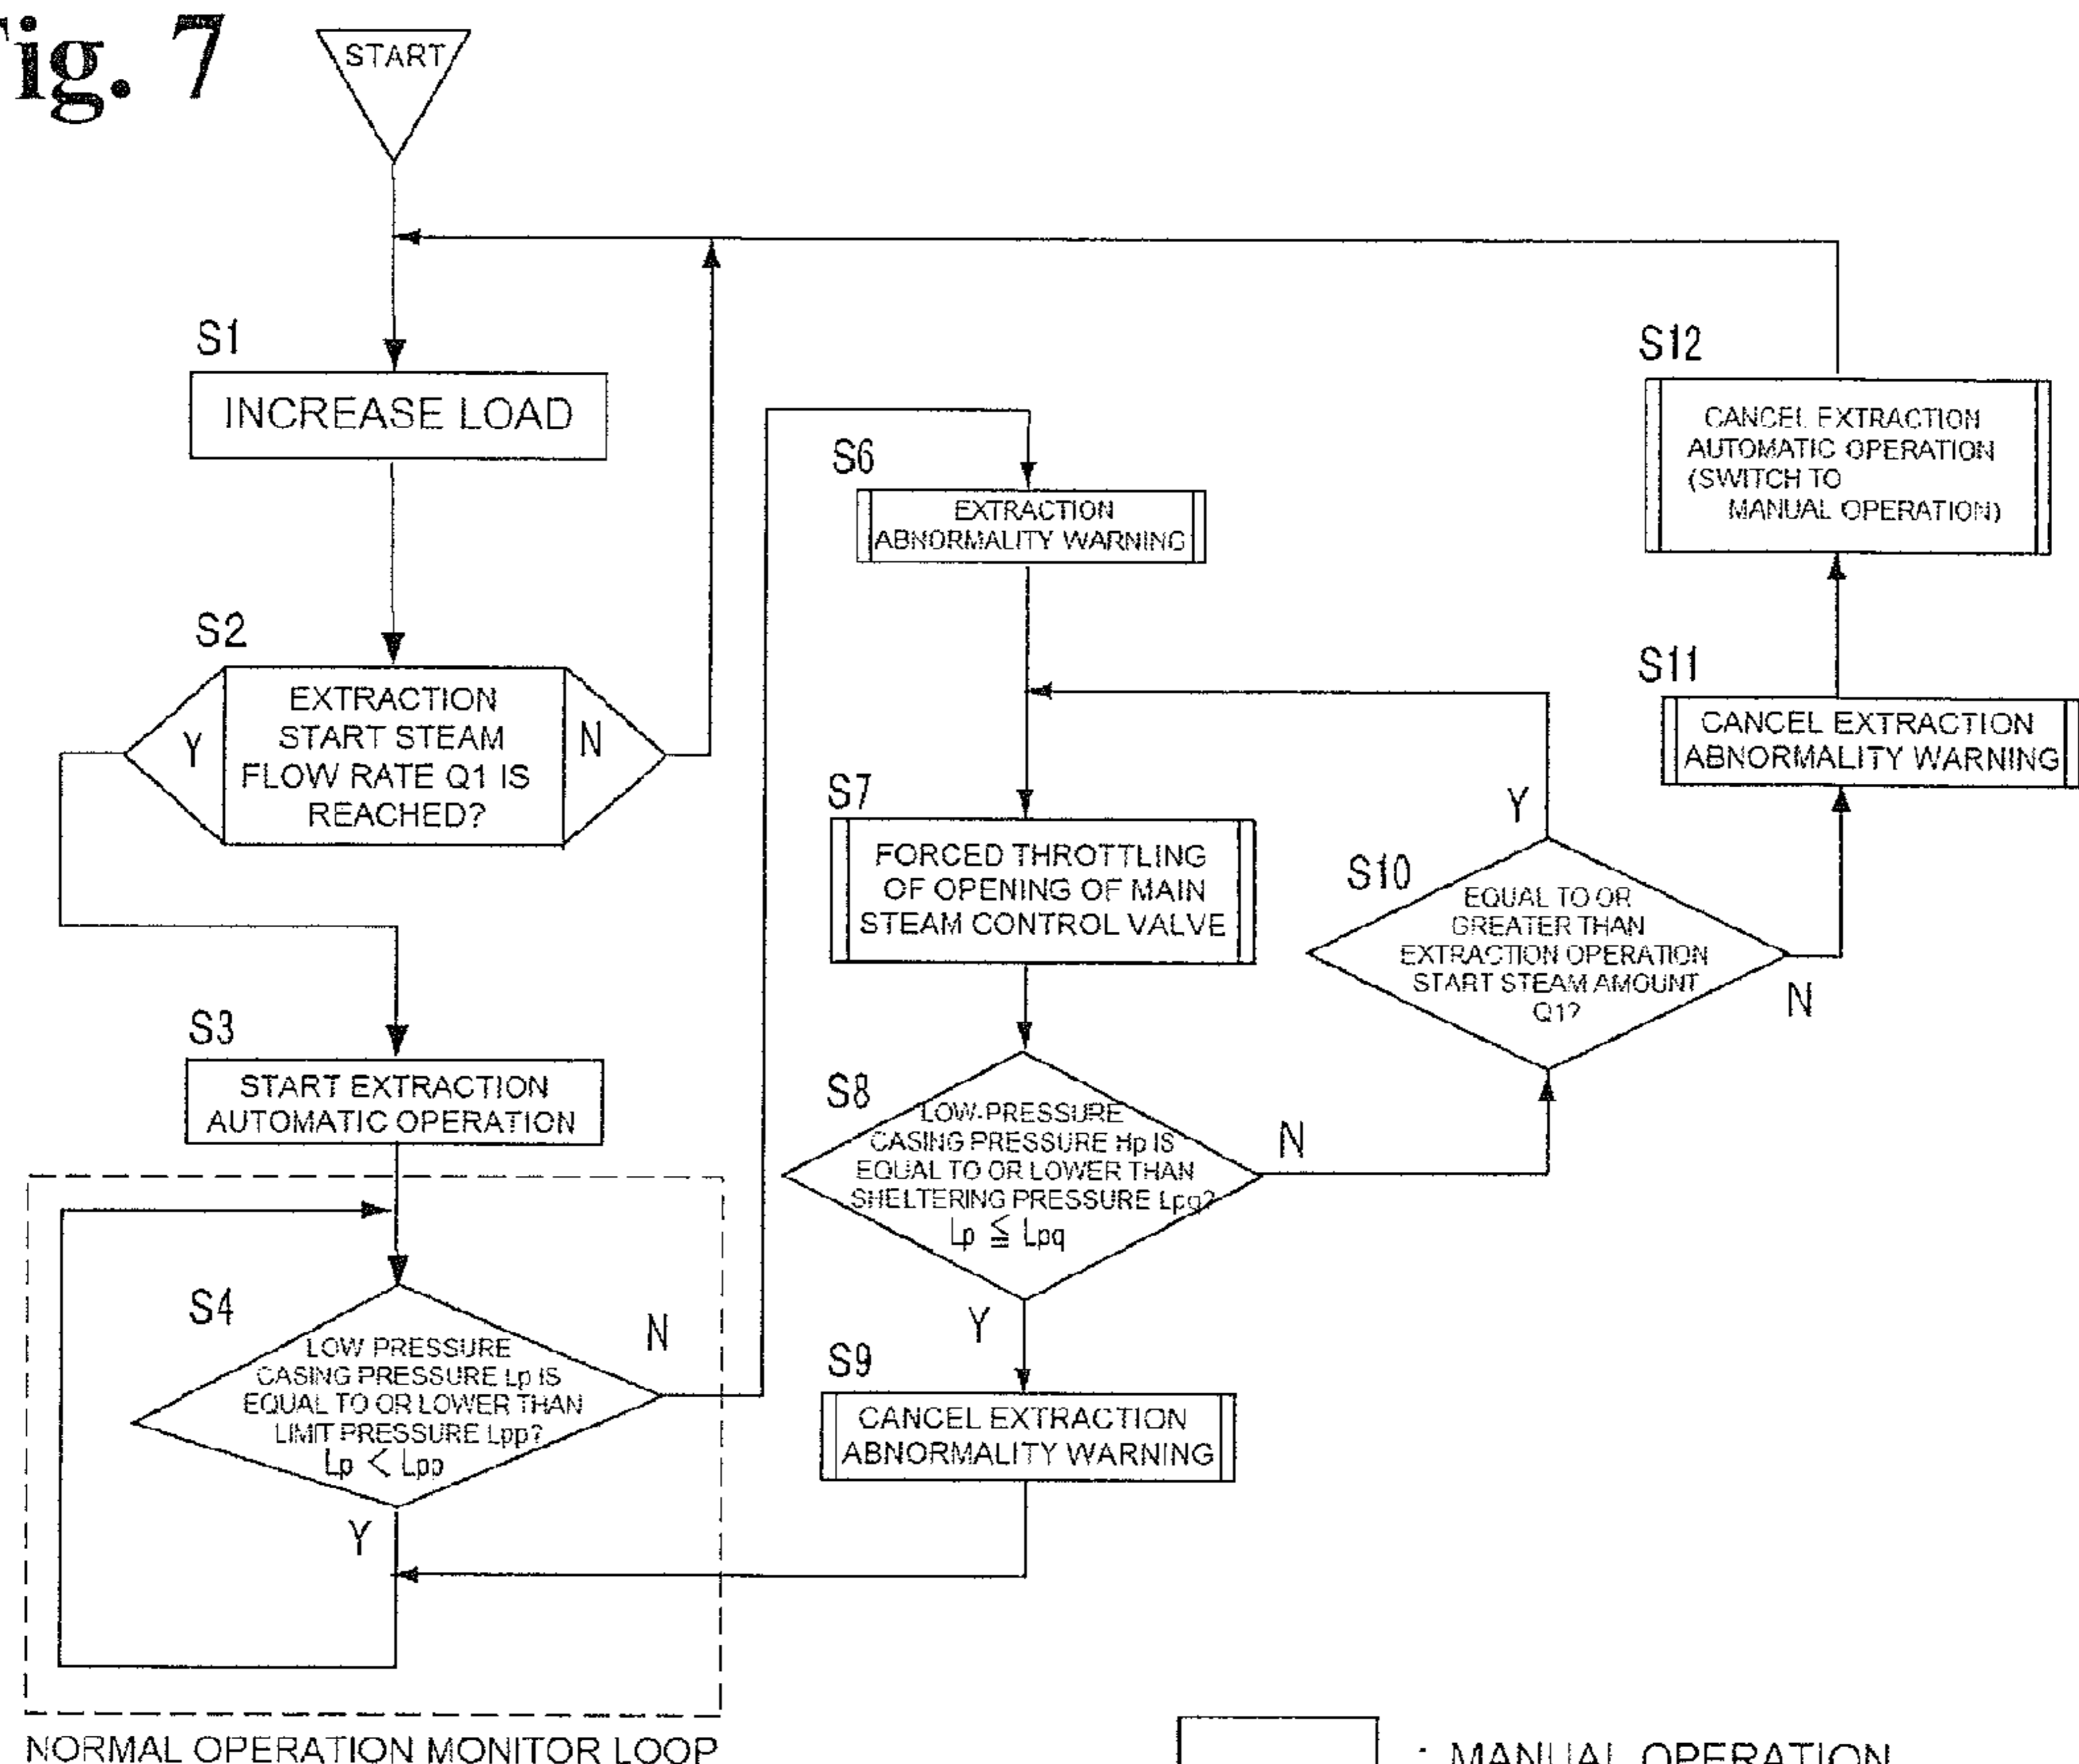 Fig. 7
START
S1
INCREASE LOAD
S2
Y
EXTRACTION
START STEAM
FLOW RATE Q1 IS
REACHED?
N
S3
START EXTRACTION
AUTOMATIC OPERATION
S4
LOW PRESSURE
CASING PRESSURE Lp IS
EQUAL TO OR LOWER THAN
LIMIT PRESSURE Lpp?
Lp < Lpp
N
Y
NORMAL OPERATION MONITOR LOOP
S6
EXTRACTION
ABNORMALITY WARNING
S7
FORCED THROTTLING
OF OPENING OF MAIN
STEAM CONTROL VALVE
S8
LOW-PRESSURE
CASING PRESSURE Hp IS
EQUAL TO OR LOWER THAN
SHELTERING PRESSURE Lpq?
Lp ≦ Lpq
N
Y
S9
CANCEL EXTRACTION
ABNORMALITY WARNING
S10
Y
EQUAL TO OR
GREATER THAN
EXTRACTION OPERATION
START STEAM AMOUNT
Q1?
N
S11
CANCEL EXTRACTION
ABNORMALITY WARNING
S12
CANCEL EXTRACTION
AUTOMATIC OPERATION
(SWITCH TO
MANUAL OPERATION)
: MANUAL OPERATION